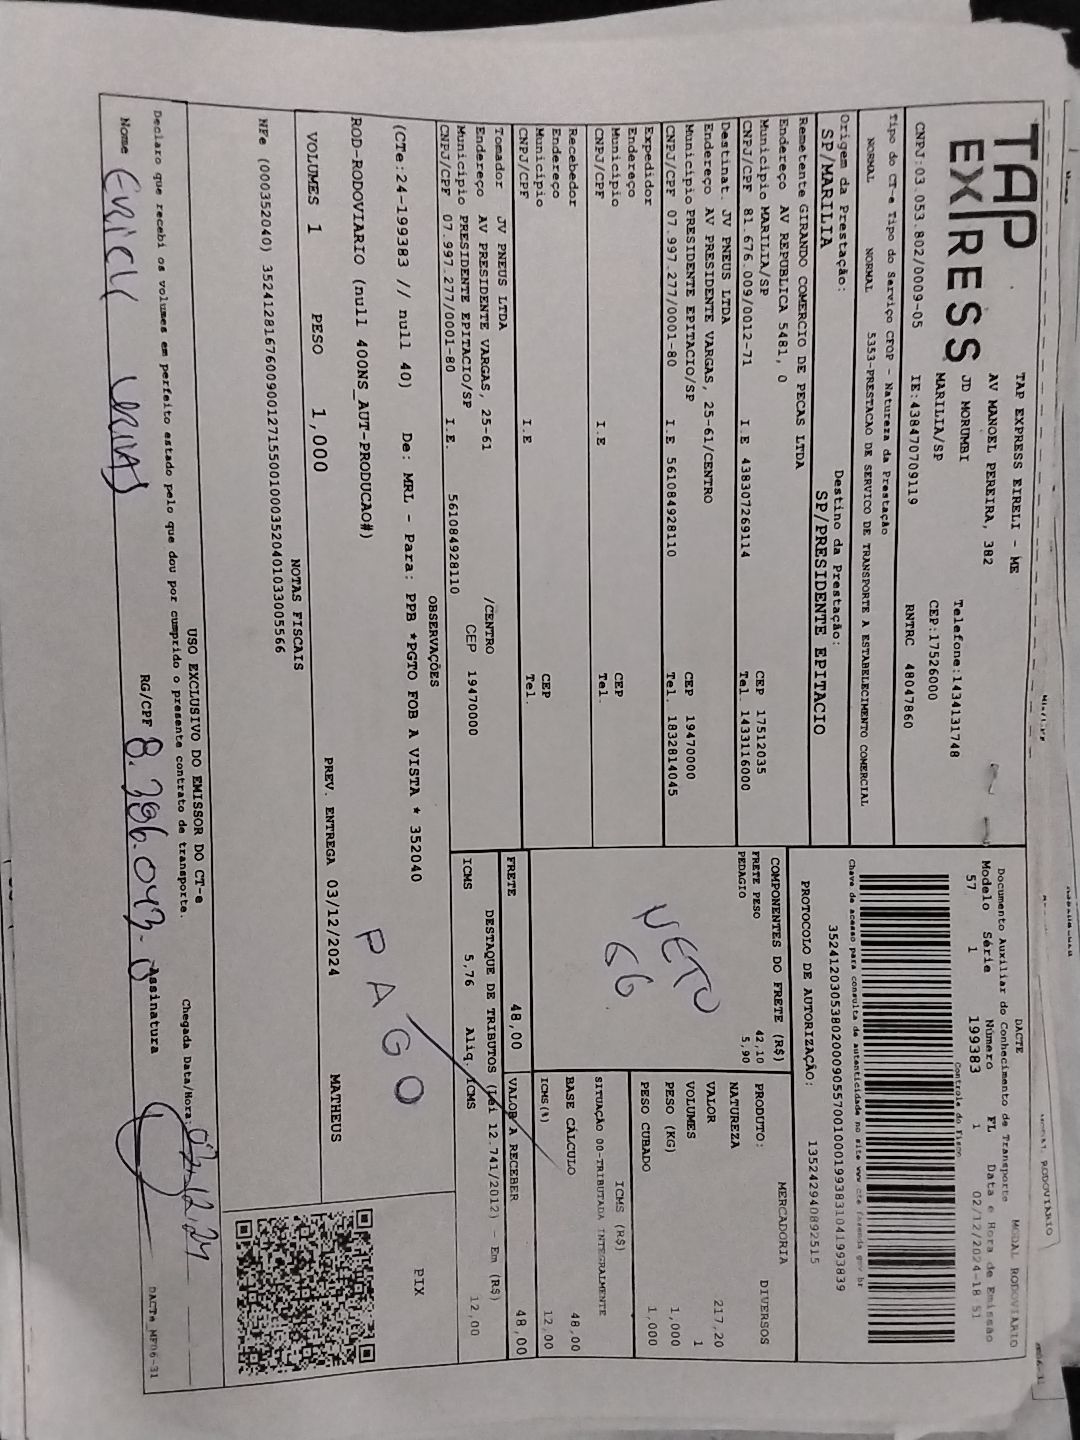 TAP
EXPRESS
TAP EXPRESS EIRELI - ME
AV MANOEL PEREIRA, 382
JD MORUMBI
MARILIA/SP
Telefone:1434131748
CEP:17526000
CNPJ:03.053.802/0009-05 IE:438470709119 RNTRC 48047860
Tipo do CT-e Tipo do Serviço CFOP - Natureza da Prestação
NORMAL NORMAL 5353-PRESTACAO DE SERVICO DE TRANSPORTE A ESTABELECIMENTO COMERCIAL
Origem da Prestação: Destino da Prestação:
SP/MARILIA SP/PRESIDENTE EPITACIO
Remetente GIRANDO COMERCIO DE PECAS LTDA
Endereço AV REPUBLICA 5481, 0
Município MARILIA/SP CEP 17512035
CNPJ/CPF 81.676.009/0012-71 I.E 438307269114 Tel. 1433116000
Destinat. JV PNEUS LTDA
Endereço AV PRESIDENTE VARGAS, 25-61/CENTRO
Município PRESIDENTE EPITACIO/SP CEP 19470000
CNPJ/CPF 07.997.277/0001-80 I.E 561084928110 Tel. 1832814045
Expedidor
Endereço
Município CEP
CNPJ/CPF I.E Tel.
Recebedor
Endereço
Município CEP
CNPJ/CPF I.E Tel.
Tomador JV PNEUS LTDA
Endereço AV PRESIDENTE VARGAS, 25-61 /CENTRO
Município PRESIDENTE EPITACIO/SP CEP 19470000
CNPJ/CPF 07.997.277/0001-80 I.E. 561084928110
DACTE MODAL RODOVIARIO
Documento Auxiliar do Conhecimento de Transporte
Modelo Série Número FL Data e Hora de Emissão
57 1 199383 1 02/12/2024-18 51
Controle do Fisco
Chave de acesso para consulta de autenticidade no site www cte fazenda gov br
35241203053802000905570010001993831041993839
PROTOCOLO DE AUTORIZAÇÃO: 135242940892515
COMPONENTES DO FRETE (R$)
FRETE PESO 42,10
PEDAGIO 5,90
NETO
66
MERCADORIA
PRODUTO: DIVERSOS
NATUREZA
VALOR 217,20
VOLUMES 1
PESO (KG) 1,000
PESO CUBADO 1,000
ICMS (R$)
SITUAÇÃO 00-TRIBUTADA INTEGRALMENTE
BASE CÁLCULO 48,00
ICMS(%) 12,00
FRETE 48,00 VALOR A RECEBER 48,00
DESTAQUE DE TRIBUTOS (Lei 12.741/2012) - Em (R$)
ICMS 5,76 Aliq. ICMS 12,00
OBSERVAÇÕES
(CTe:24-199383 // null 40) De: MRL - Para: PPB *PGTO FOB A VISTA * 352040
ROD-RODOVIARIO (null 400NS_AUT-PRODUCAO#)
PAGO
PIX
VOLUMES 1 PESO 1,000 PREV. ENTREGA 03/12/2024 MATHEUS
NOTAS FISCAIS
NFe (000352040) 35241281676009001271550010003520401033005566
USO EXCLUSIVO DO EMISSOR DO CT-e
Declaro que recebi os volumes em perfeito estado pelo que dou por cumprido o presente contrato de transporte.
Chegada Data/Hora: 03.12.24
Nome RG/CPF Assinatura
DACTe_MF06-31